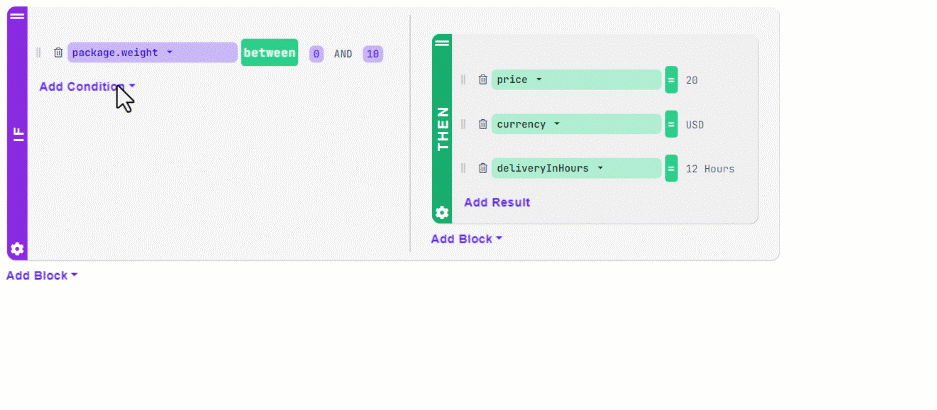 IF
package.weight between 0 AND 10
Add Condition
THEN
price = 20
currency = USD
deliveryInHours = 12 Hours
Add Result
Add Block
Add Block